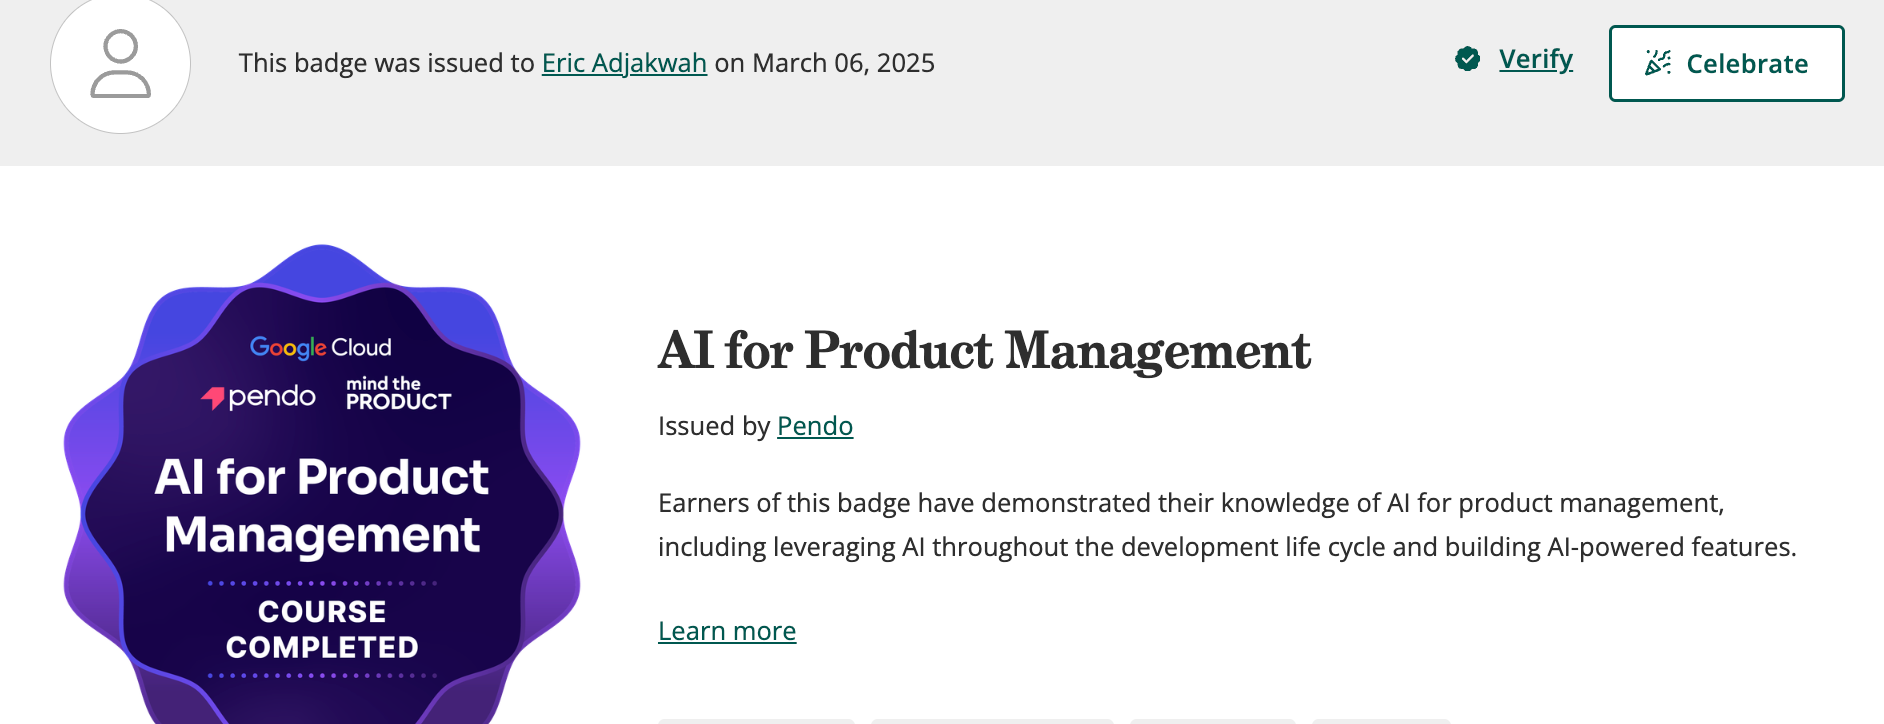 This badge was issued to Eric Adjakwah on March 06, 2025
Verify
Celebrate
Google Cloud
pendo
mind the
PRODUCT
AI for Product
Management
COURSE
COMPLETED
AI for Product Management
Issued by Pendo
Earners of this badge have demonstrated their knowledge of AI for product management,
including leveraging AI throughout the development life cycle and building AI-powered features.
Learn more